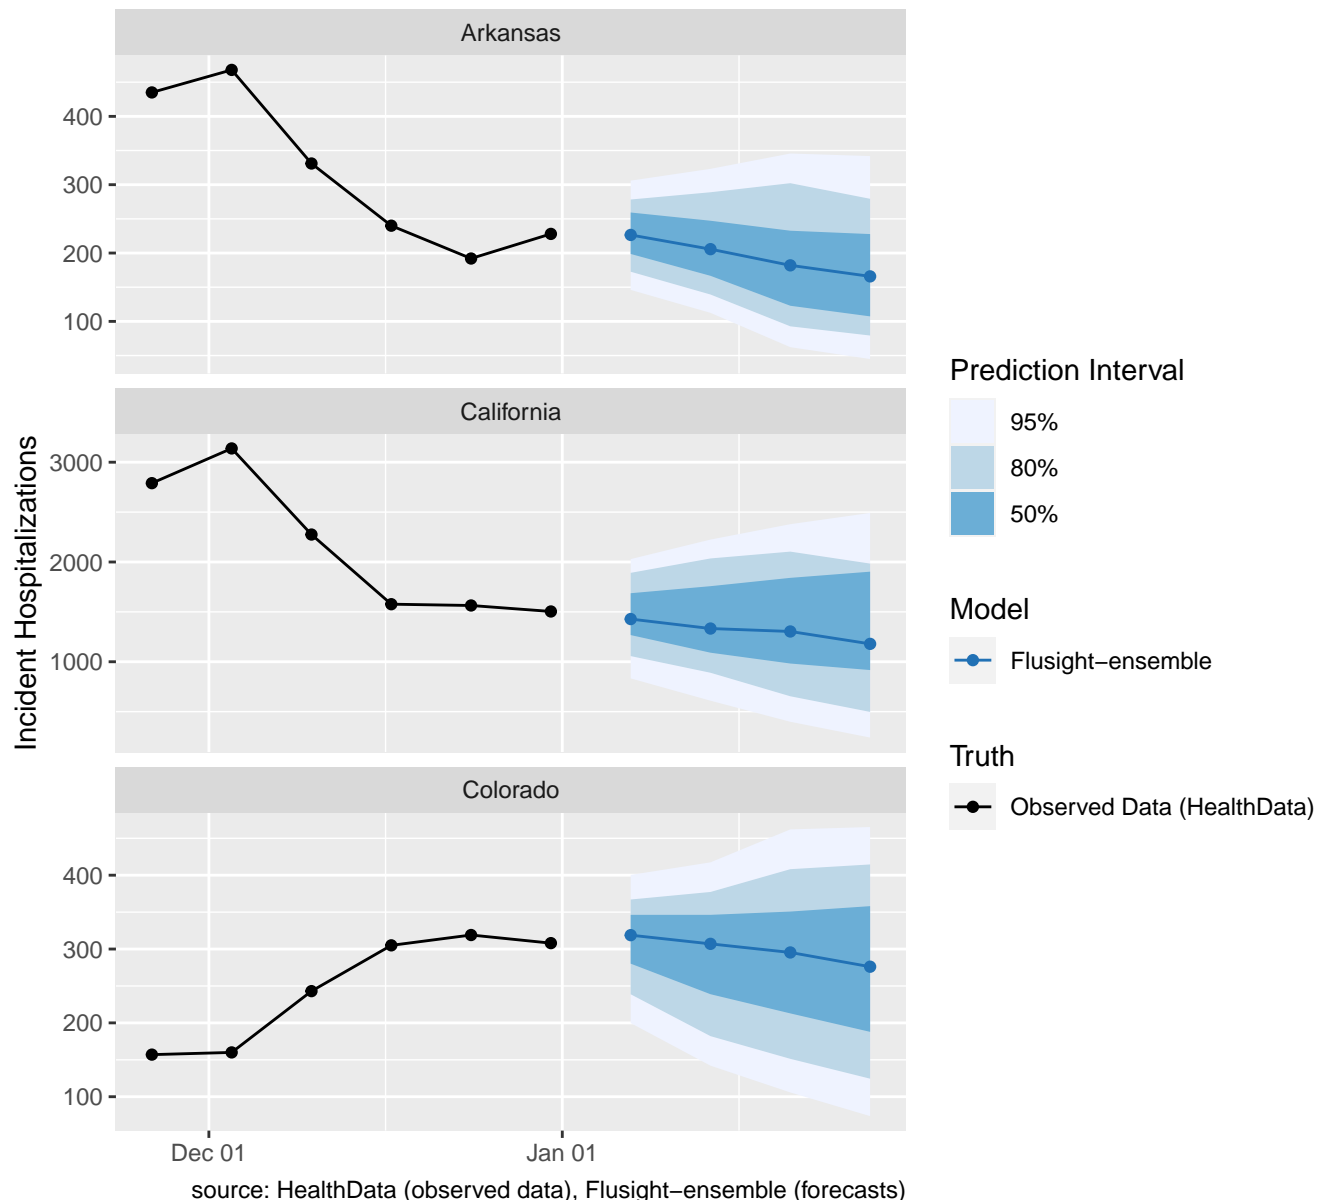 Arkansas
400
300
200
100
California
3000
2000
1000
Colorado
400
300
200
100
Dec 01
Jan 01
Incident Hospitalizations
source: HealthData (observed data), Flusight−ensemble (forecasts)
Prediction Interval
95%
80%
50%
Model
Flusight−ensemble
Truth
Observed Data (HealthData)